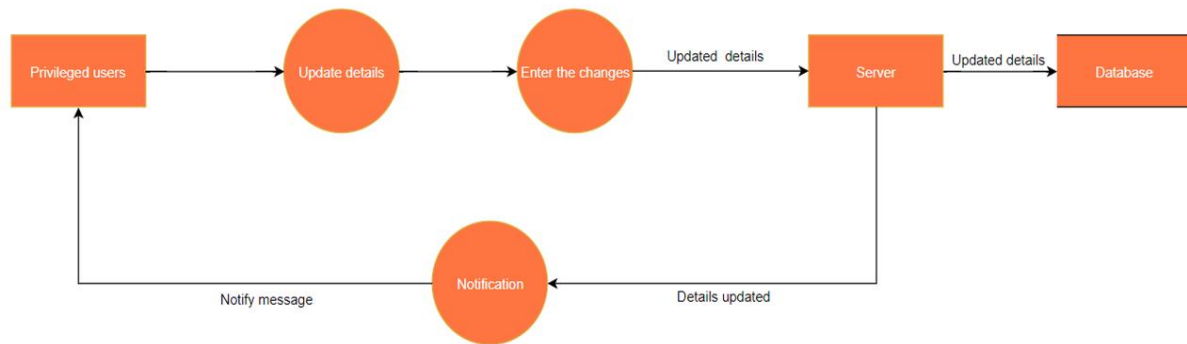 Privileged users
Update details
Enter the changes
Updated details
Server
Updated details
Database
Notification
Notify message
Details updated